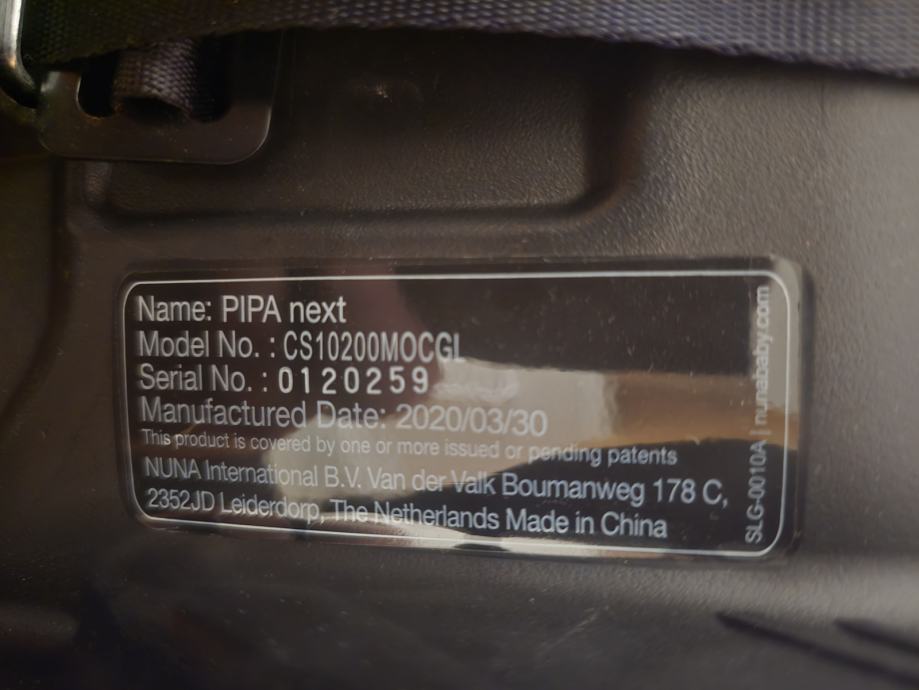 Name: PIPA next
Model No. : CS10200MOCGL
Serial No. : 0120259
Manufactured Date: 2020/03/30
This product is covered by one or more issued or pending patents
NUNA International B.V. Van der Valk Boumanweg 178 C,
2352JD Leiderdorp, The Netherlands Made in China
SLG-0010A | nunababy.com